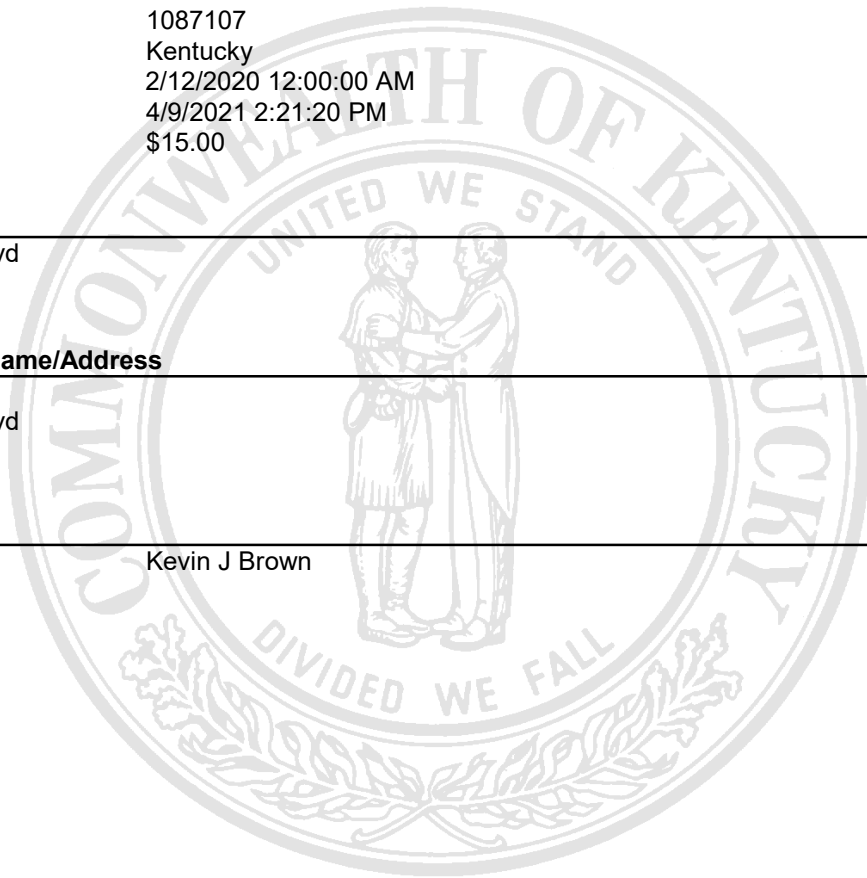 1087107
Kentucky
2/12/2020 12:00:00 AM
4/9/2021 2:21:20 PM
$15.00
COMMONWEALTH OF KENTUCKY
UNITED WE STAND
yd
ame/Address
yd
Kevin J Brown
DIVIDED WE FALL